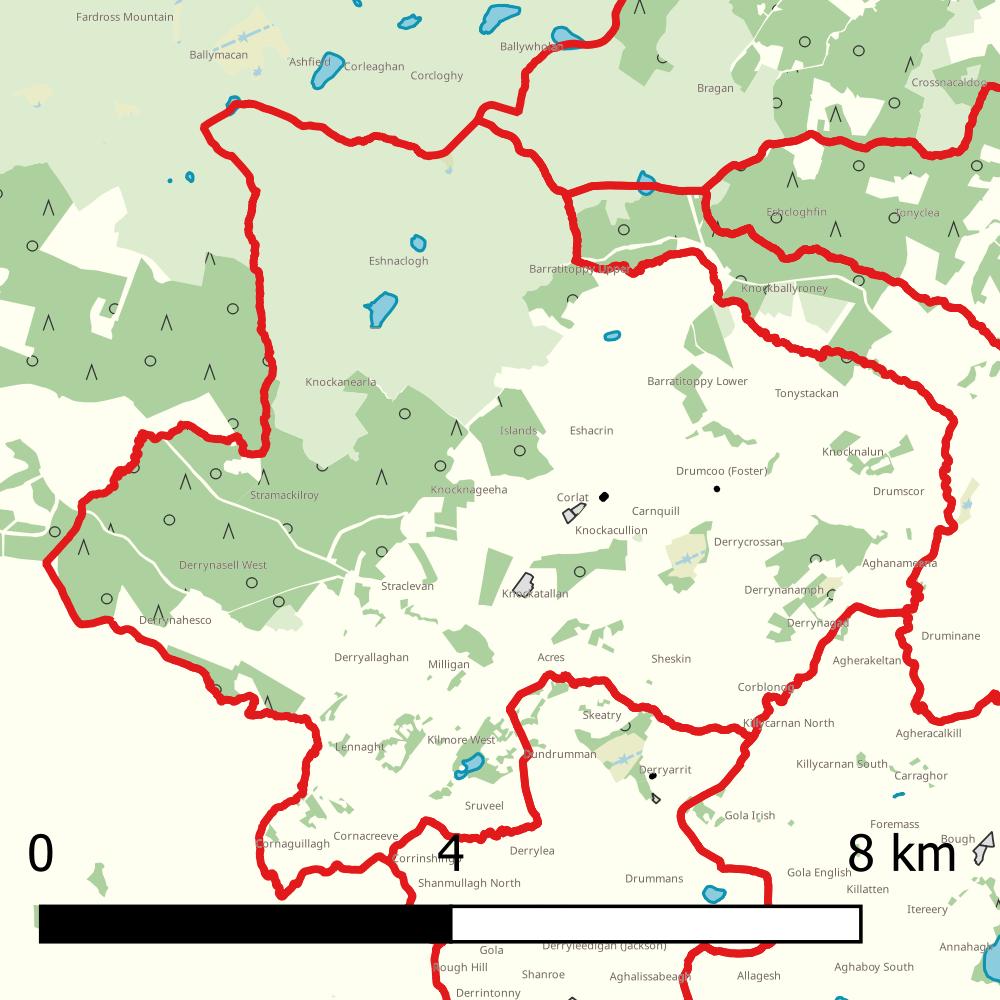 Fardross Mountain
Ballymacan
Ballywholan
Ashfield
Corleaghan
Corcloghy
Bragan
Crossnacaldoo
Eshcloghfin
Tonyclea
Eshnaclogh
Barratitoppy Upper
Knockballyroney
Knockanearla
Barratitoppy Lower
Tonystackan
Islands
Eshacrin
Knocknalun
Drumcoo (Foster)
Stramackilroy
Knocknageeha
Corlat
Drumscor
Carnquill
Knockacullion
Derrycrossan
Derrynasell West
Aghanameena
Straclevan
Knockatallan
Derrynanamph
Derrynahesco
Derrynagad
Druminane
Derryallaghan
Milligan
Acres
Sheskin
Agherakeltan
Corblonog
Skeatry
Killycarnan North
Agheracalkill
Lennaght
Kilmore West
Dundrumman
Derryarrit
Killycarnan South
Carraghor
Sruveel
Gola Irish
Foremass
Cornacreeve
Bough
Cornaguillagh
Derrylea
Corrinshigo
0 4 8 km
Gola English
Shanmullagh North
Drummans
Killatten
Itereery
Derryleedigan (Jackson)
Gola
Annahagh
Rough Hill
Shanroe
Aghalissabeagh
Allagesh
Aghaboy South
Derrintonny